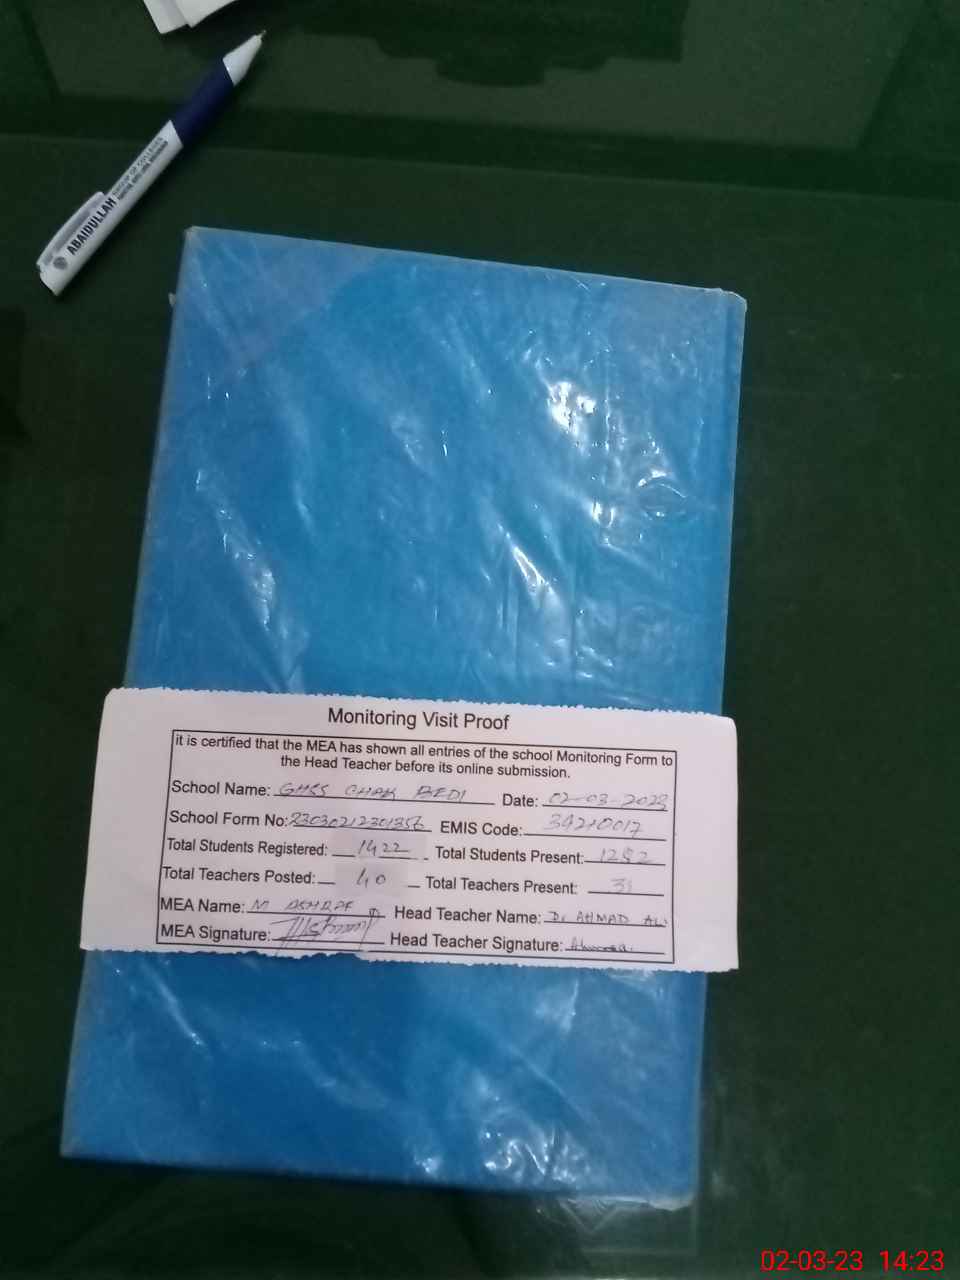 ABAIDULLAH GROUP OF COLLEGES
Monitoring Visit Proof
it is certified that the MEA has shown all entries of the school Monitoring Form to
the Head Teacher before its online submission.
School Name: GHSS CHAK BEDI Date: 02-03-2023
School Form No: 23030212301356 EMIS Code: 34210017
Total Students Registered: 1422 Total Students Present: 1282
Total Teachers Posted: 40 Total Teachers Present:
MEA Name: M ASHRAF Head Teacher Name: Dr AHMAD ALi
MEA Signature: Head Teacher Signature:
02-03-23 14:23